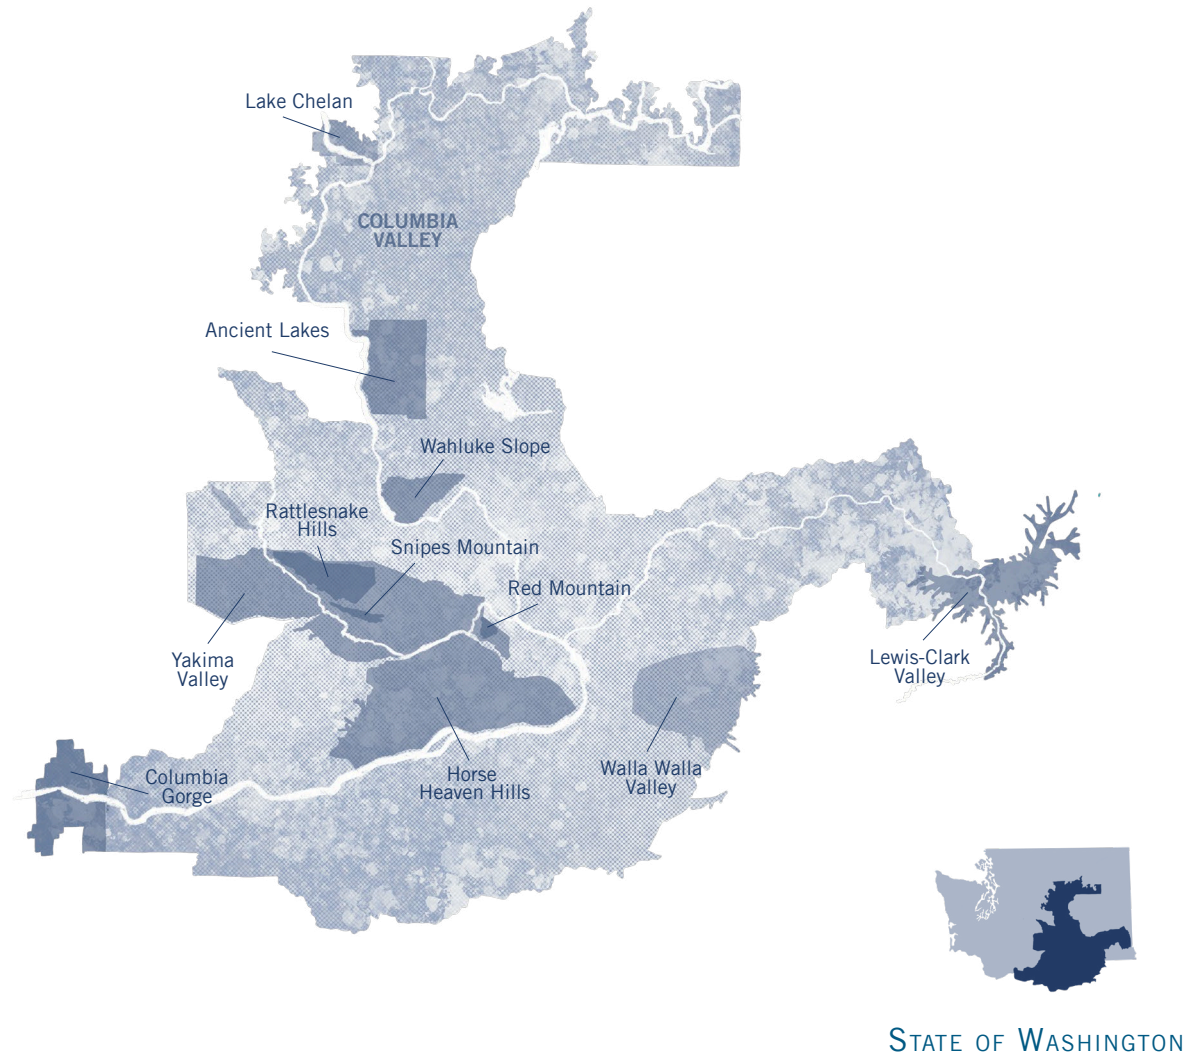 Lake Chelan
COLUMBIA
VALLEY
Ancient Lakes
Wahluke Slope
Rattlesnake
Hills
Snipes Mountain
Red Mountain
Yakima
Valley
Lewis-Clark
Valley
Columbia
Gorge
Horse
Heaven Hills
Walla Walla
Valley
STATE OF WASHINGTON